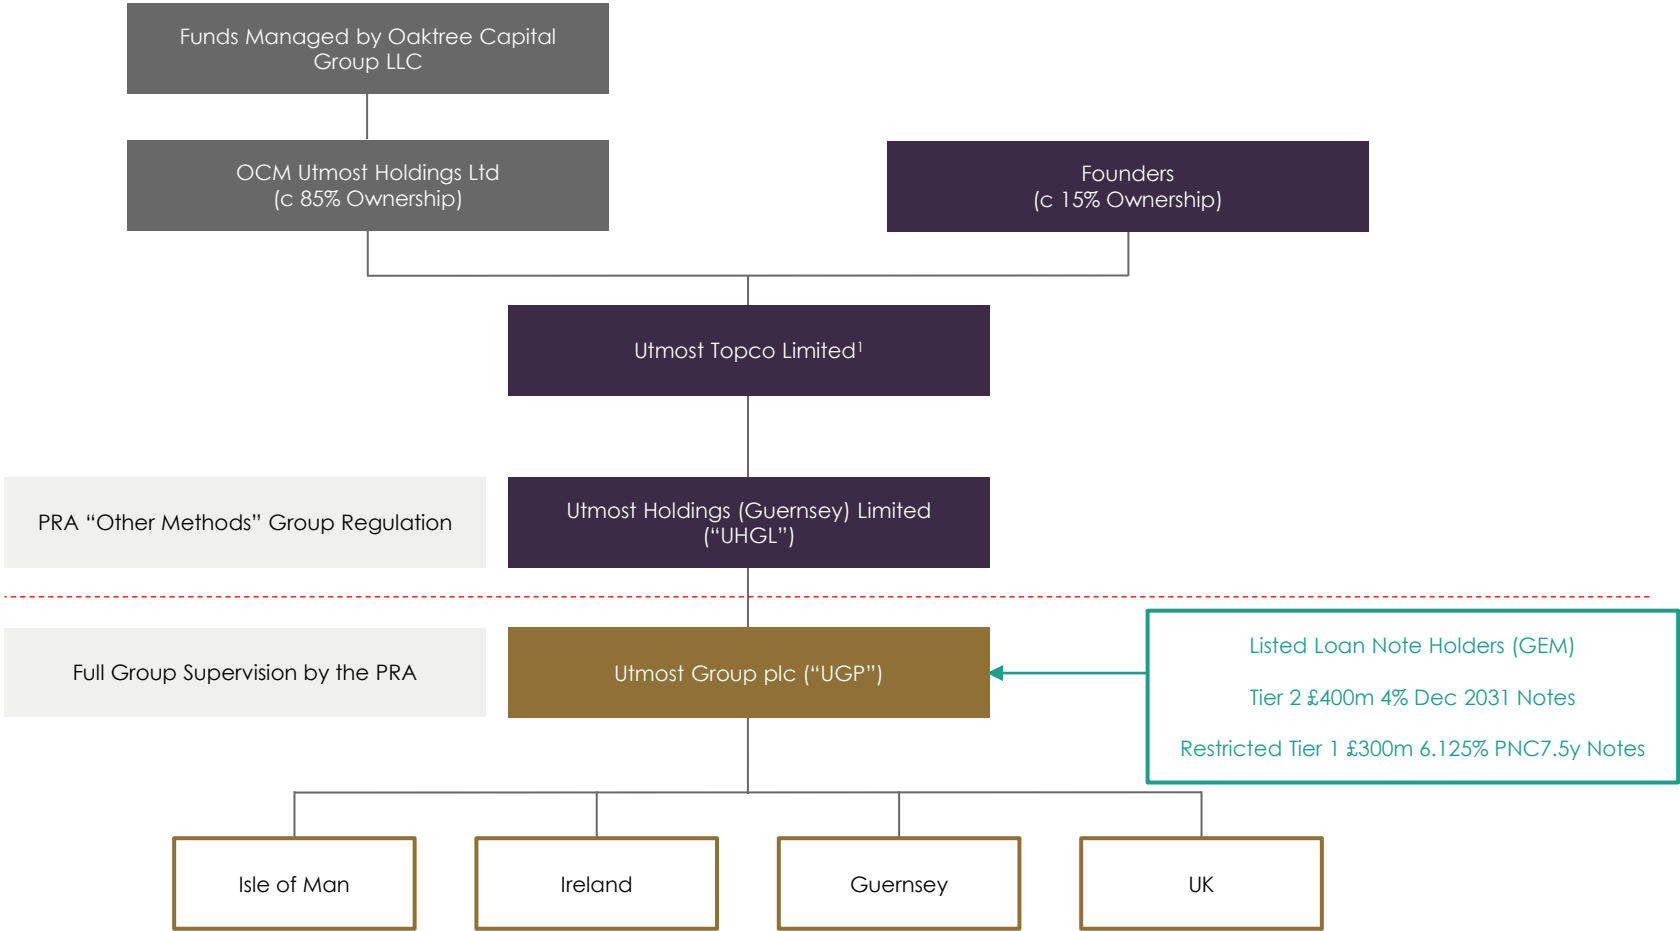 Funds Managed by Oaktree Capital
Group LLC
OCM Utmost Holdings Ltd
(c 85% Ownership)
Founders
(c 15% Ownership)
Utmost Topco Limited¹
PRA “Other Methods” Group Regulation
Utmost Holdings (Guernsey) Limited
(“UHGL”)
Full Group Supervision by the PRA
Utmost Group plc (“UGP”)
Listed Loan Note Holders (GEM)
Tier 2 £400m 4% Dec 2031 Notes
Restricted Tier 1 £300m 6.125% PNC7.5y Notes
Isle of Man
Ireland
Guernsey
UK